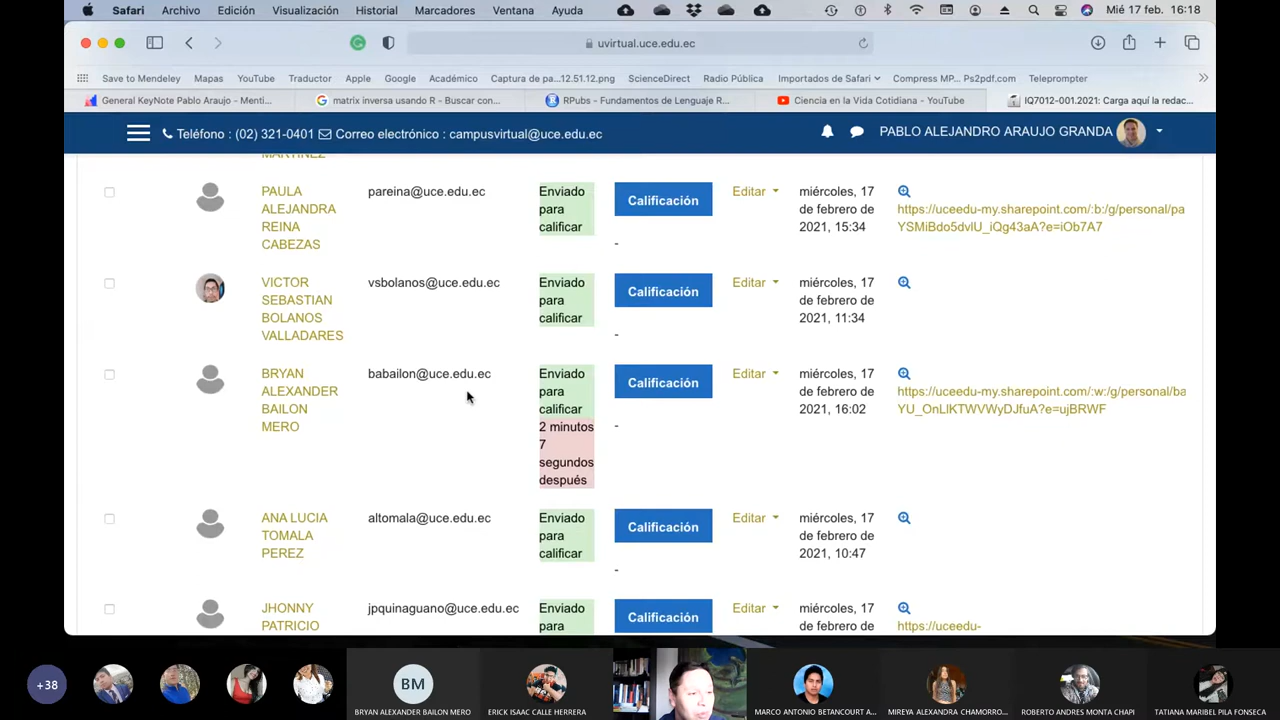 Safari Archivo Edición Visualización Historial Marcadores Ventana Ayuda Mié 17 feb. 16:18
uvirtual.uce.edu.ec
Save to Mendeley Mapas YouTube Traductor Apple Google Académico Captura de pa...12.51.12.png ScienceDirect Radio Pública Importados de Safari Compress MP... Ps2pdf.com Teleprompter
General KeyNote Pablo Araujo - Menti... matrix inversa usando R - Buscar con... RPubs - Fundamentos de Lenguaje R... Ciencia en la Vida Cotidiana - YouTube IQ7012-001.2021: Carga aquí la redac...
Teléfono : (02) 321-0401 Correo electrónico : campusvirtual@uce.edu.ec PABLO ALEJANDRO ARAUJO GRANDA
MARTINEZ
PAULA pareina@uce.edu.ec Enviado Calificación Editar miércoles, 17
ALEJANDRA para de febrero de https://uceedu-my.sharepoint.com/:b:/g/personal/pa
REINA calificar 2021, 15:34 YSMiBdo5dvlU_iQg43aA?e=iOb7A7
CABEZAS -
VICTOR vsbolanos@uce.edu.ec Enviado Calificación Editar miércoles, 17
SEBASTIAN para de febrero de
BOLANOS calificar 2021, 11:34
VALLADARES -
BRYAN babailon@uce.edu.ec Enviado Calificación Editar miércoles, 17
ALEXANDER para de febrero de https://uceedu-my.sharepoint.com/:w:/g/personal/ba
BAILON calificar 2021, 16:02 YU_OnLlKTWVWyDJfuA?e=ujBRWF
MERO 2 minutos -
7
segundos
después
ANA LUCIA altomala@uce.edu.ec Enviado Calificación Editar miércoles, 17
TOMALA para de febrero de
PEREZ calificar 2021, 10:47
-
JHONNY jpquinaguano@uce.edu.ec Enviado Calificación Editar miércoles, 17
PATRICIO para de febrero de https://uceedu-
+38 BM
BRYAN ALEXANDER BAILON MERO ERICK ISAAC CALLE HERRERA MARCO ANTONIO BETANCOURT A... MIREYA ALEXANDRA CHAMORRO... ROBERTO ANDRES MONTA CHAPI TATIANA MARIBEL PILA FONSECA